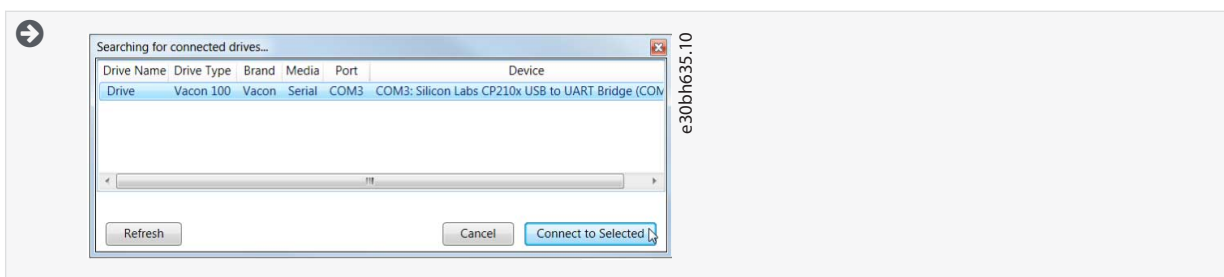 Searching for connected drives...
Drive Name Drive Type Brand Media Port Device
Drive Vacon 100 Vacon Serial COM3 COM3: Silicon Labs CP210x USB to UART Bridge (COM
Refresh Cancel Connect to Selected
e30bh635.10